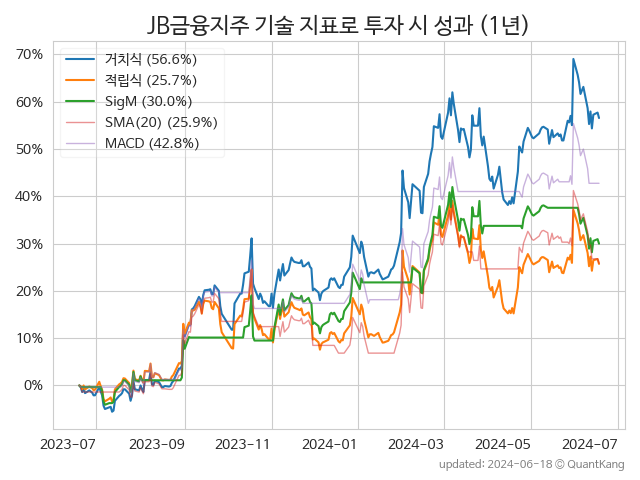 JB금융지주 기술 지표로 투자 시 성과 (1년)
거치식 (56.6%)
적립식 (25.7%)
SigM (30.0%)
SMA(20) (25.9%)
MACD (42.8%)
70%
60%
50%
40%
30%
20%
10%
0%
2023-07
2023-09
2023-11
2024-01
2024-03
2024-05
2024-07
updated: 2024-06-18 © QuantKang